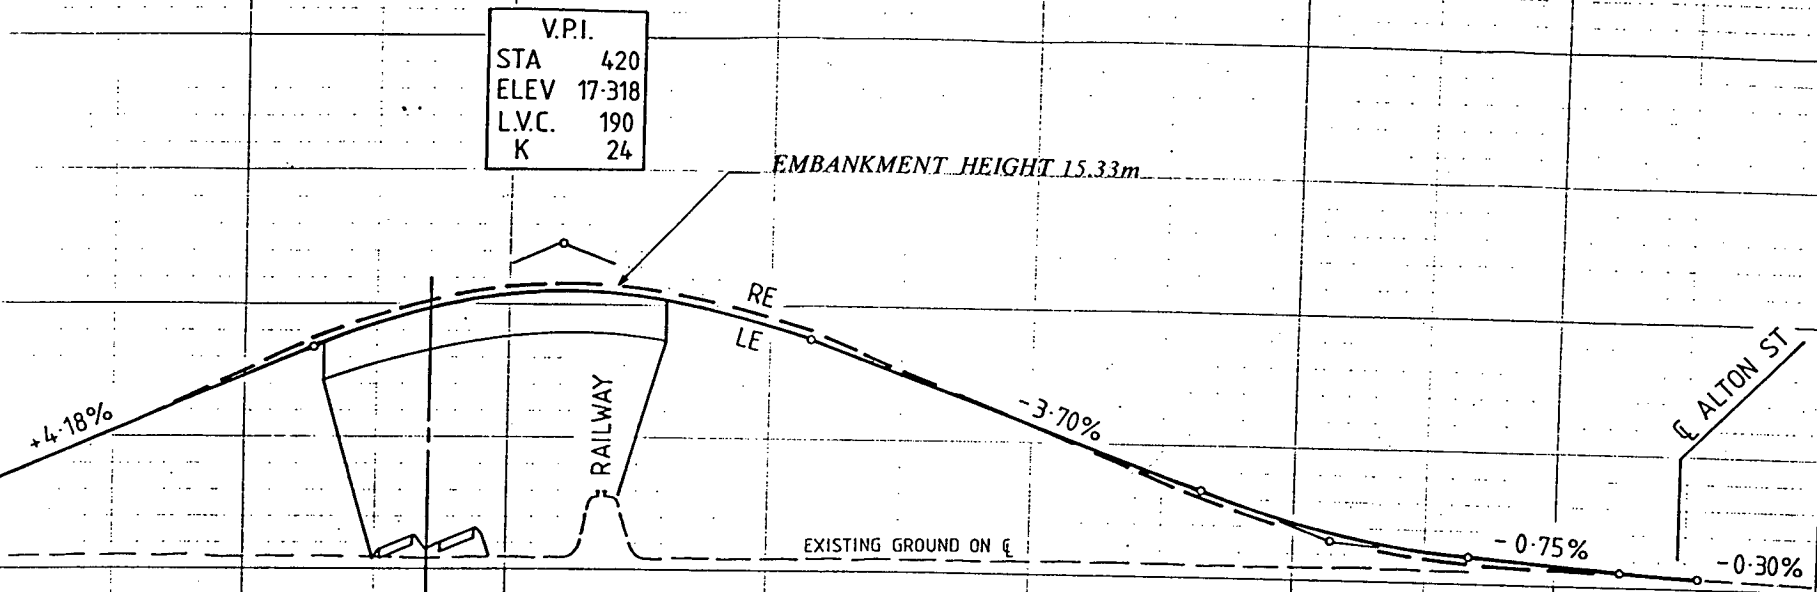 V.P.I.
STA 420
ELEV 17·318
L.V.C. 190
K 24
EMBANKMENT HEIGHT 15.33m
RE
LE
+4·18%
RAILWAY
-3·70%
℄ ALTON ST
EXISTING GROUND ON ℄
-0·75%
-0·30%